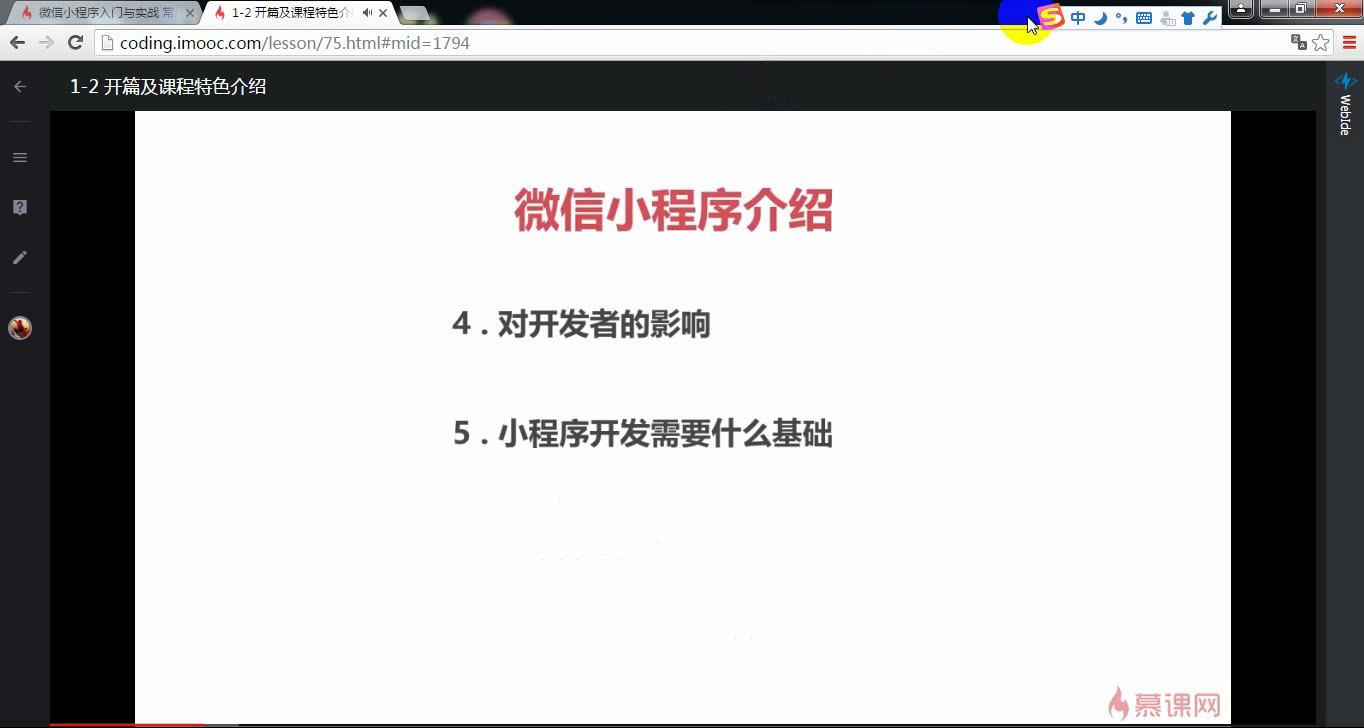 微信小程序入门与实战 常
1-2 开篇及课程特色介
coding.imooc.com/lesson/75.html#mid=1794
中
1-2 开篇及课程特色介绍
WebIde
微信小程序介绍
4．对开发者的影响
5．小程序开发需要什么基础
慕课网